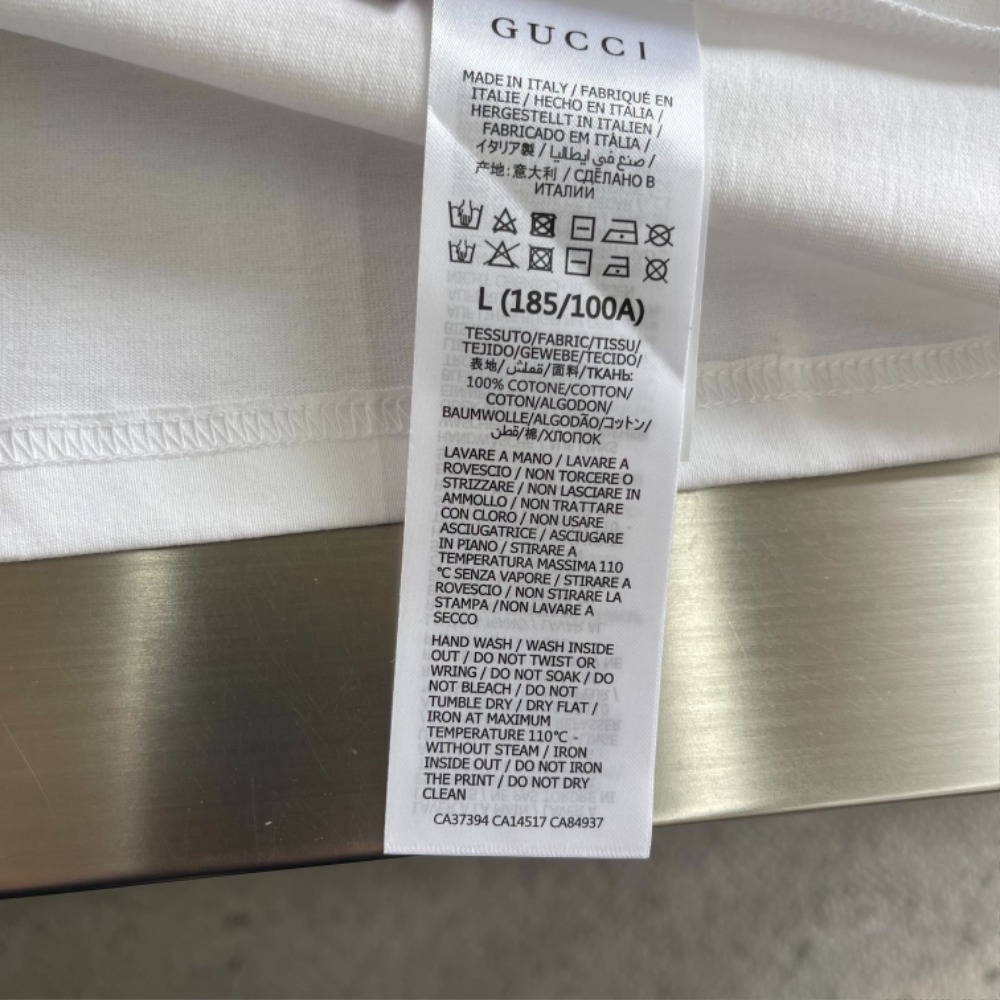 GUCCI
MADE IN ITALY / FABRIQUÉ EN
ITALIE / HECHO EN ITALIA /
HERGESTELLT IN ITALIEN /
FABRICADO EM ITÀLIA /
イタリア製 / صنع في ايطاليا /
产地: 意大利 / СДЕЛАНО В
ИТАЛИИ
L (185/100A)
TESSUTO/FABRIC/TISSU/
TEJIDO/GEWEBE/TECIDO/
表地/قملش/面料/ТКАНЬ:
100% COTONE/COTTON/
COTON/ALGODON/
BAUMWOLLE/ALGODÃO/コットン/
قطن/棉/ХЛОПОК
LAVARE A MANO / LAVARE A
ROVESCIO / NON TORCERE O
STRIZZARE / NON LASCIARE IN
AMMOLLO / NON TRATTARE
CON CLORO / NON USARE
ASCIUGATRICE / ASCIUGARE
IN PIANO / STIRARE A
TEMPERATURA MASSIMA 110
°C SENZA VAPORE / STIRARE A
ROVESCIO / NON STIRARE LA
STAMPA /NON LAVARE A
SECCO
HAND WASH / WASH INSIDE
OUT / DO NOT TWIST OR
WRING / DO NOT SOAK / DO
NOT BLEACH / DO NOT
TUMBLE DRY / DRY FLAT /
IRON AT MAXIMUM
TEMPERATURE 110°C -
WITHOUT STEAM / IRON
INSIDE OUT / DO NOT IRON
THE PRINT / DO NOT DRY
CLEAN
CA37394 CA14517 CA84937